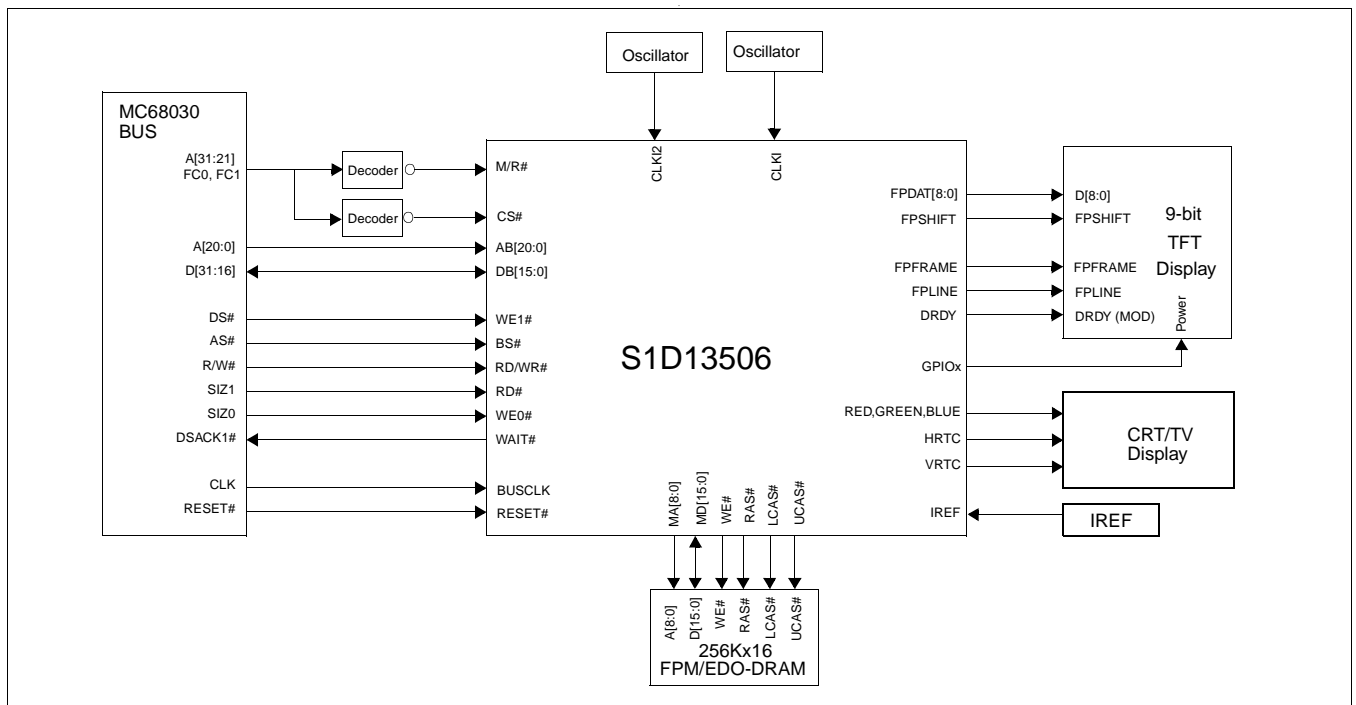 Oscillator
Oscillator
MC68030
BUS
A[31:21]
FC0, FC1
Decoder
Decoder
A[20:0]
D[31:16]
DS#
AS#
R/W#
SIZ1
SIZ0
DSACK1#
CLK
RESET#
M/R#
CS#
AB[20:0]
DB[15:0]
WE1#
BS#
RD/WR#
RD#
WE0#
WAIT#
BUSCLK
RESET#
CLKI2
CLKI
S1D13506
FPDAT[8:0]
FPSHIFT
FPFRAME
FPLINE
DRDY
GPIOx
RED,GREEN,BLUE
HRTC
VRTC
IREF
D[8:0]
FPSHIFT
FPFRAME
FPLINE
DRDY (MOD)
9-bit
TFT
Display
Power
CRT/TV
Display
IREF
MA[8:0]
MD[15:0]
WE#
RAS#
LCAS#
UCAS#
A[8:0]
D[15:0]
WE#
RAS#
LCAS#
UCAS#
256Kx16
FPM/EDO-DRAM